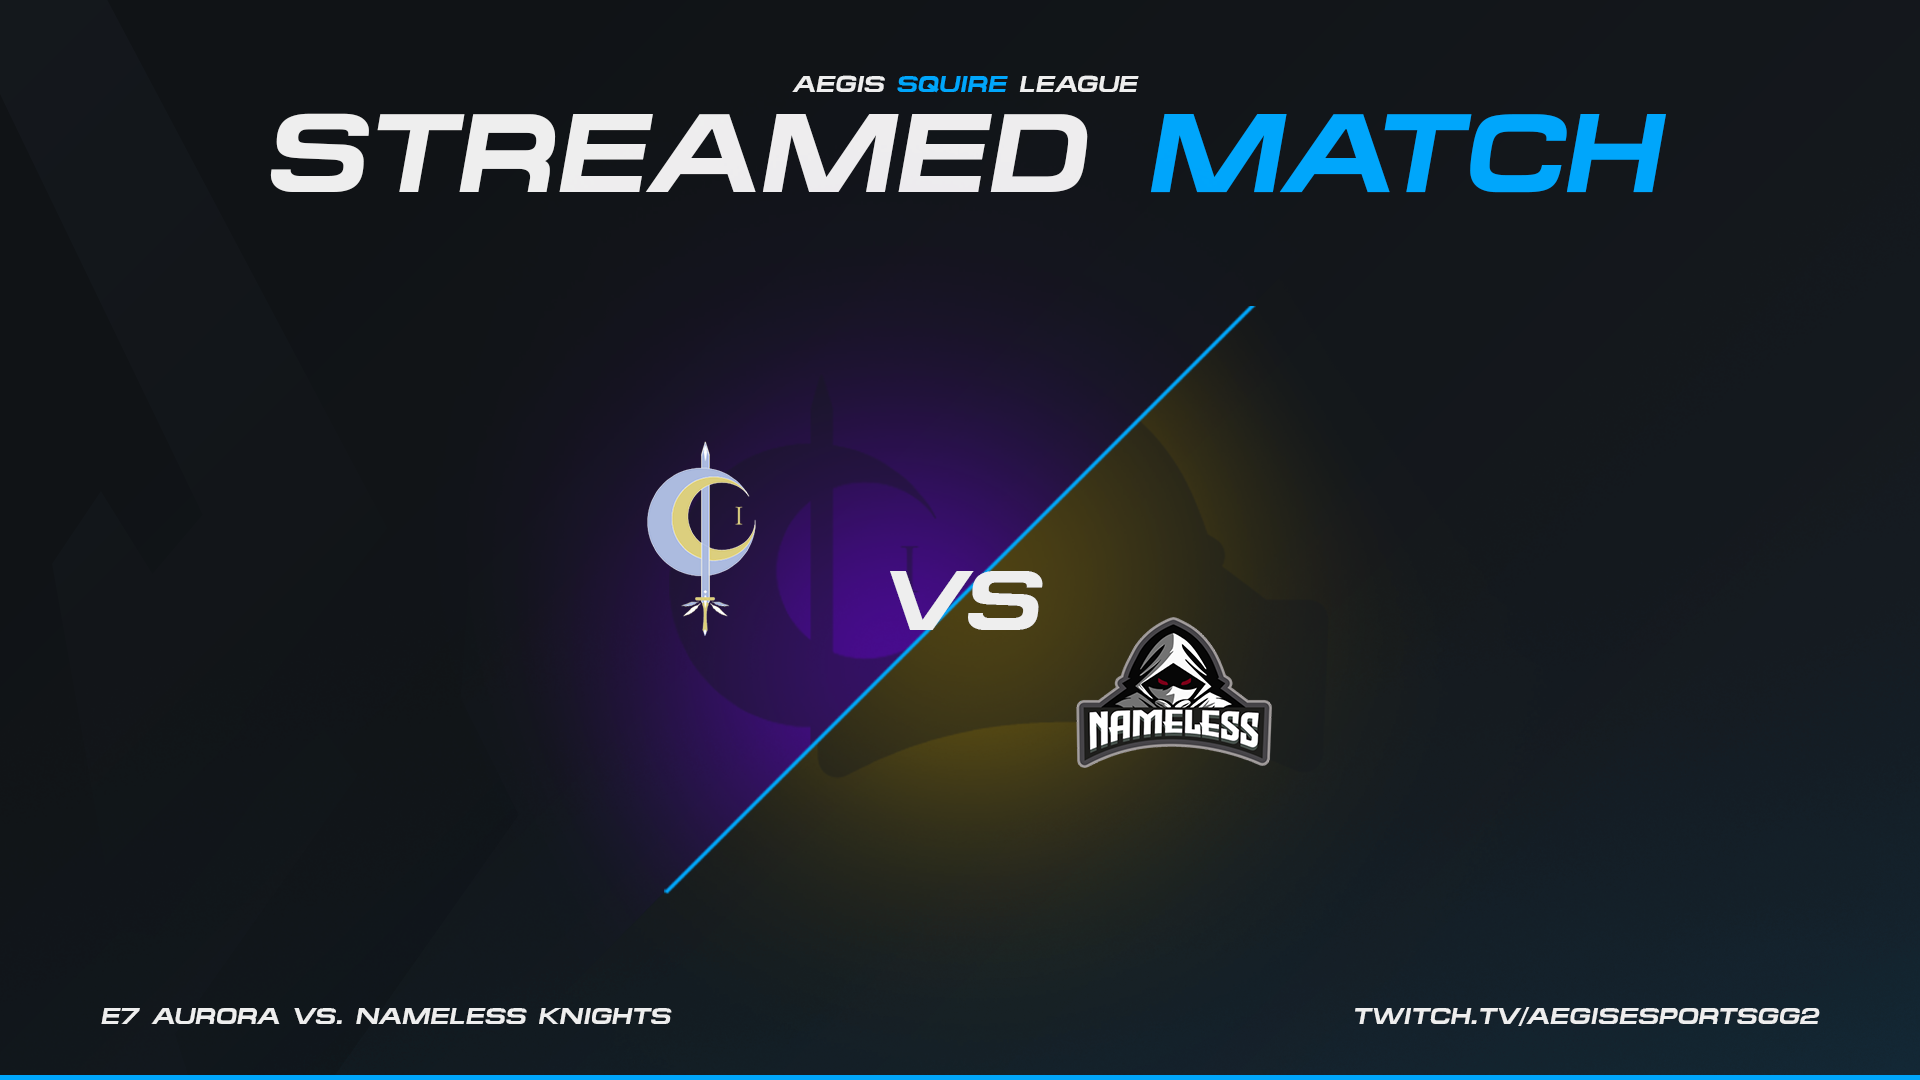 AEGIS SQUIRE LEAGUE
STREAMED MATCH
I
VS
NAMELESS
E7 AURORA VS. NAMELESS KNIGHTS
TWITCH.TV/AEGISESPORTSGG2